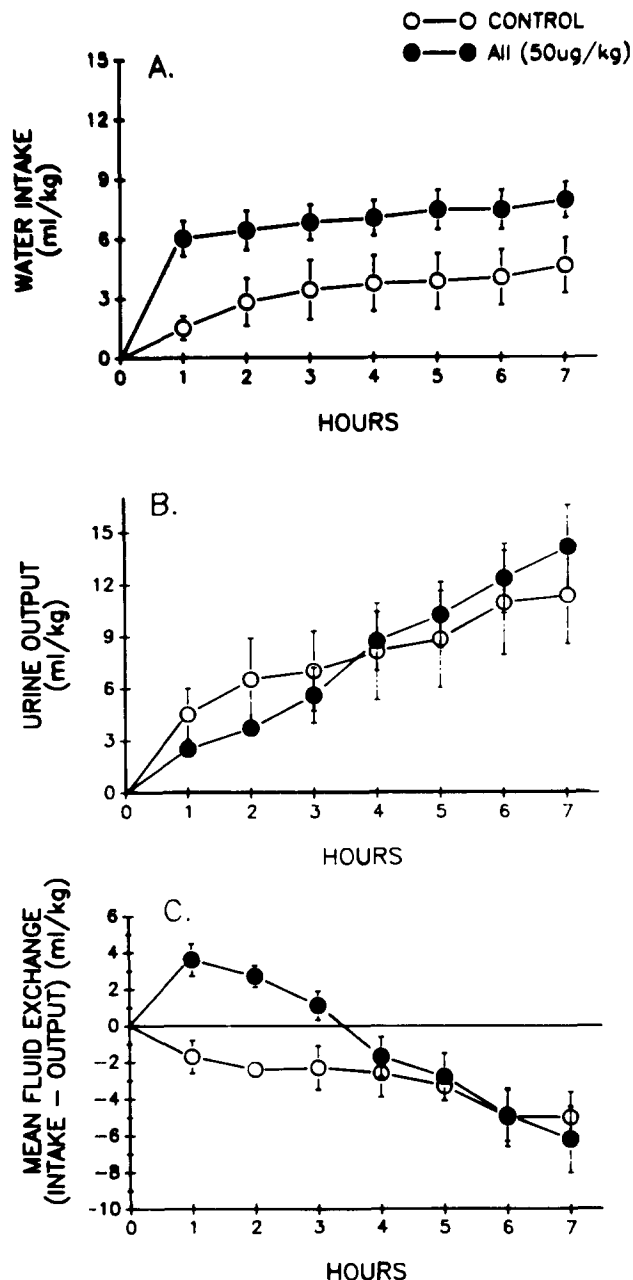 CONTROL
AII (50ug/kg)
A.
WATER INTAKE
(ml/kg)
15
12
9
6
3
0
0 1 2 3 4 5 6 7
HOURS
B.
URINE OUTPUT
(ml/kg)
15
12
9
6
3
0
0 1 2 3 4 5 6 7
HOURS
C.
MEAN FLUID EXCHANGE
(INTAKE – OUTPUT) (ml/kg)
6
4
2
0
-2
-4
-6
-8
-10
0 1 2 3 4 5 6 7
HOURS